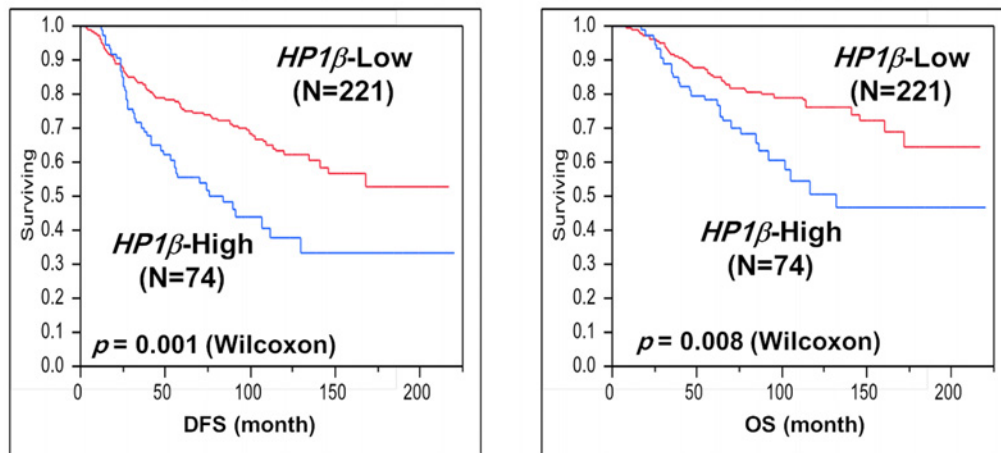 1.0
0.9
0.8
0.7
0.6
0.5
0.4
0.3
0.2
0.1
0.0
Surviving
HP1β-Low
(N=221)
HP1β-High
(N=74)
p = 0.001 (Wilcoxon)
0 50 100 150 200
DFS (month)
1.0
0.9
0.8
0.7
0.6
0.5
0.4
0.3
0.2
0.1
0.0
Surviving
HP1β-Low
(N=221)
HP1β-High
(N=74)
p = 0.008 (Wilcoxon)
0 50 100 150 200
OS (month)